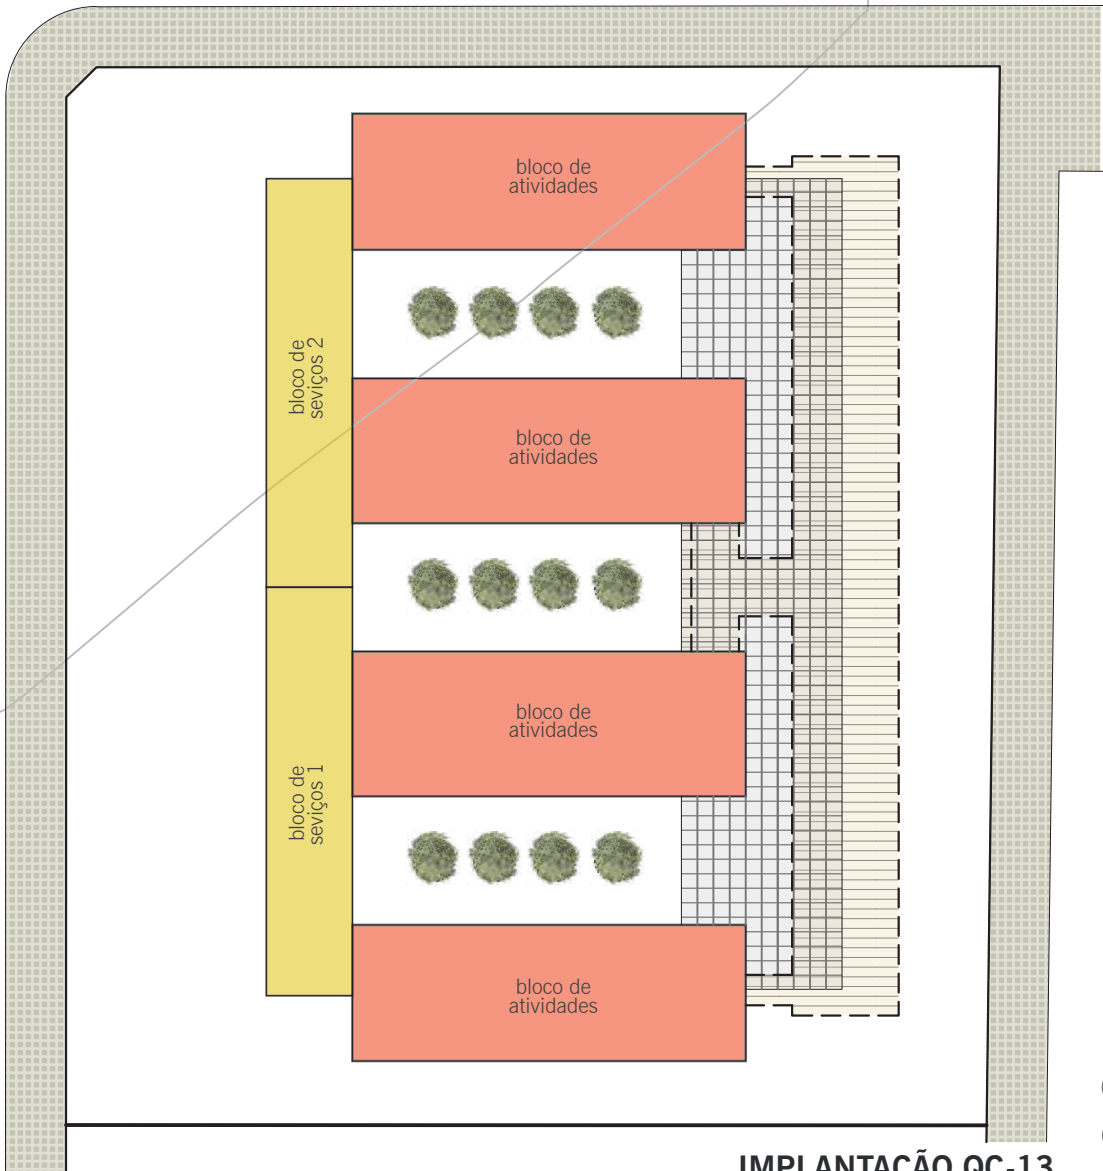 bloco de
atividades
bloco de
seviços 2
bloco de
atividades
bloco de
atividades
bloco de
seviços 1
bloco de
atividades
IMPLANTAÇÃO QC-13